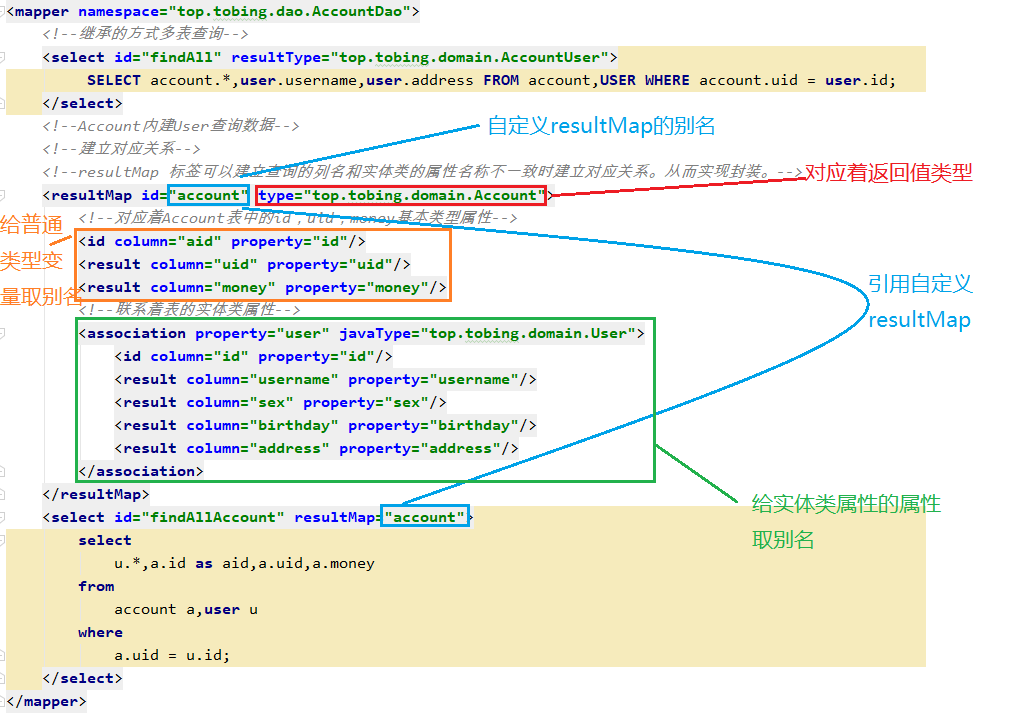 <mapper namespace="top.tobing.dao.AccountDao">
<!--继承的方式多表查询-->
<select id="findAll" resultType="top.tobing.domain.AccountUser">
SELECT account.*,user.username,user.address FROM account,USER WHERE account.uid = user.id;
</select>
<!--Account内建User查询数据-->
自定义resultMap的别名
<!--建立对应关系-->
<!--resultMap 标签可以建立查询的列名和实体类的属性名称不一致时建立对应关系。从而实现封装。-->
对应着返回值类型
<resultMap id="account" type="top.tobing.domain.Account">
<!--对应着Account表中的id，uid，money基本类型属性-->
给普通
类型变
量取别名
<id column="aid" property="id"/>
<result column="uid" property="uid"/>
<result column="money" property="money"/>
引用自定义
resultMap
<!--联系着表的实体类属性-->
<association property="user" javaType="top.tobing.domain.User">
<id column="id" property="id"/>
<result column="username" property="username"/>
<result column="sex" property="sex"/>
<result column="birthday" property="birthday"/>
<result column="address" property="address"/>
</association>
</resultMap>
给实体类属性的属性
取别名
<select id="findAllAccount" resultMap="account">
select
u.*,a.id as aid,a.uid,a.money
from
account a,user u
where
a.uid = u.id;
</select>
</mapper>